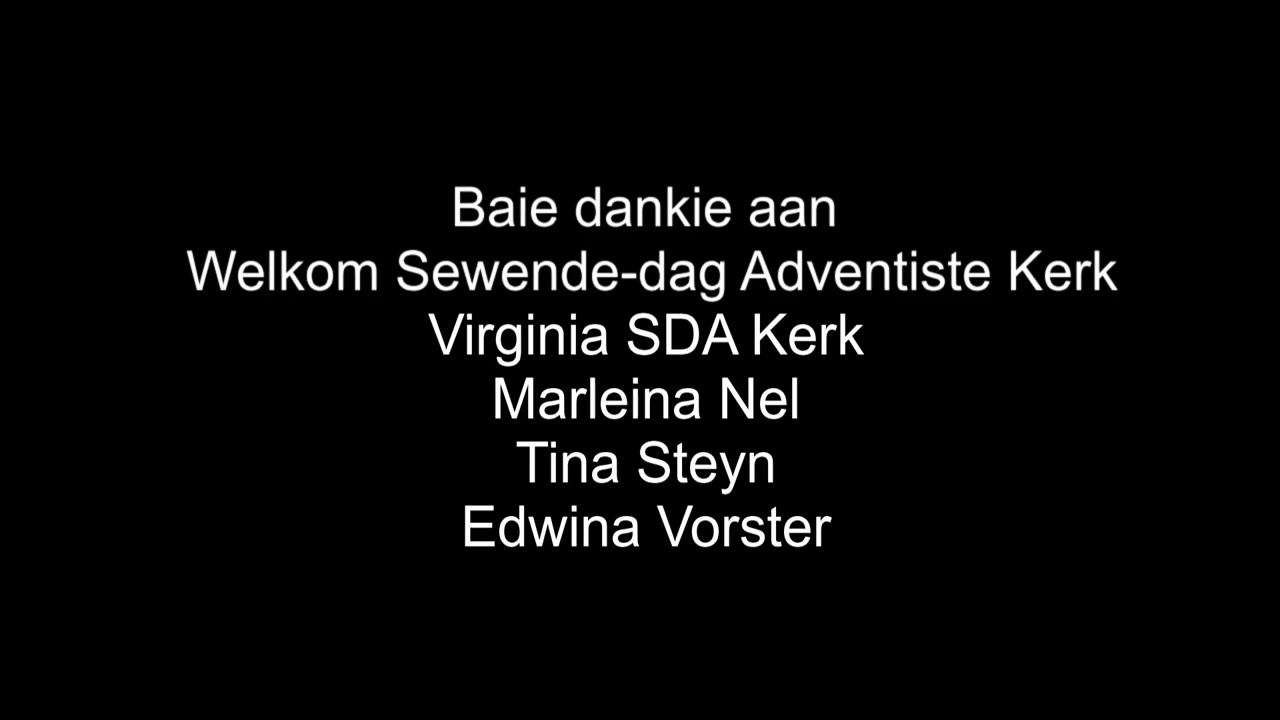 Baie dankie aan
Welkom Sewende-dag Adventiste Kerk
Virginia SDA Kerk
Marleina Nel
Tina Steyn
Edwina Vorster